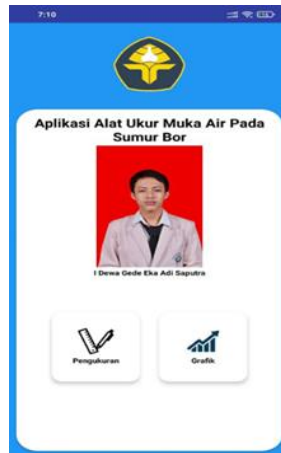 7:10
Aplikasi Alat Ukur Muka Air Pada
Sumur Bor
I Dewa Gede Eka Adi Saputra
Pengukuran
Grafik